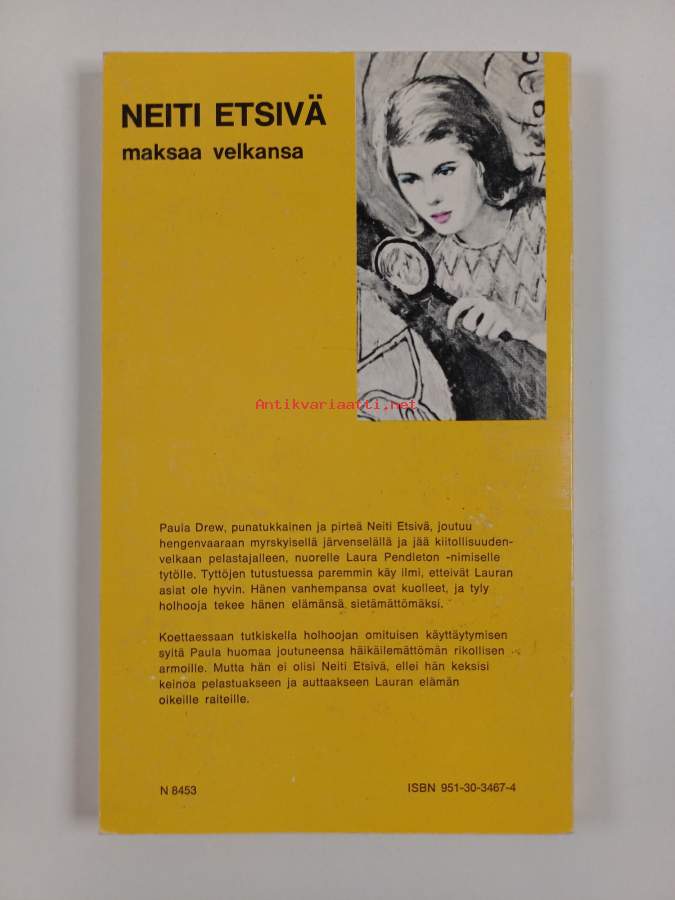 NEITI ETSIVÄ
maksaa velkansa
Antikvariaatti.net
Paula Drew, punatukkainen ja pirteä Neiti Etsivä, joutuu
hengenvaaraan myrskyisellä järvenselällä ja jää kiitollisuuden-
velkaan pelastajalleen, nuorelle Laura Pendleton -nimiselle
tytölle. Tyttöjen tutustuessa paremmin käy ilmi, etteivät Lauran
asiat ole hyvin. Hänen vanhempansa ovat kuolleet, ja tyly
holhooja tekee hänen elämänsä sietämättömäksi.
Koettaessaan tutkiskella holhoojan omituisen käyttäytymisen
syitä Paula huomaa joutuneensa häikäilemättömän rikollisen
armoille. Mutta hän ei olisi Neiti Etsivä, ellei hän keksisi
keinoa pelastuakseen ja auttaakseen Lauran elämän
oikeille raiteille.
N 8453
ISBN 951-30-3467-4